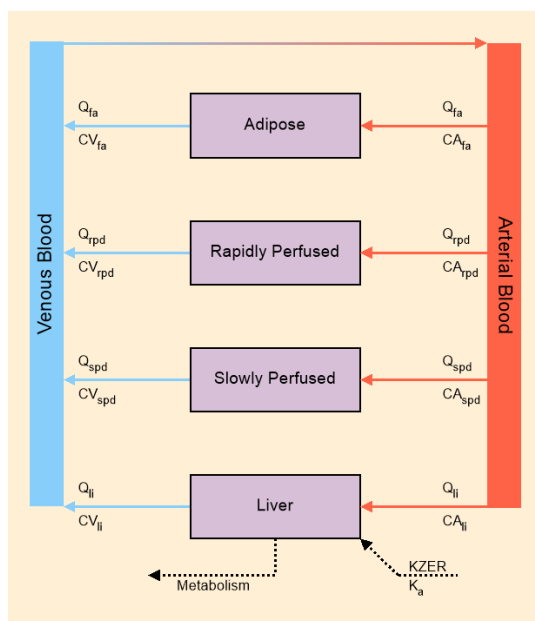 Venous Blood
Arterial Blood
Q_fa
CV_fa
Adipose
Q_fa
CA_fa
Q_rpd
CV_rpd
Rapidly Perfused
Q_rpd
CA_rpd
Q_spd
CV_spd
Slowly Perfused
Q_spd
CA_spd
Q_li
CV_li
Liver
Q_li
CA_li
Metabolism
KZER
K_a